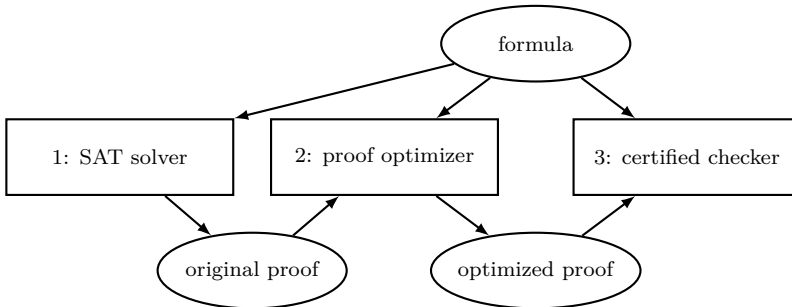 formula
1: SAT solver
2: proof optimizer
3: certified checker
original proof
optimized proof